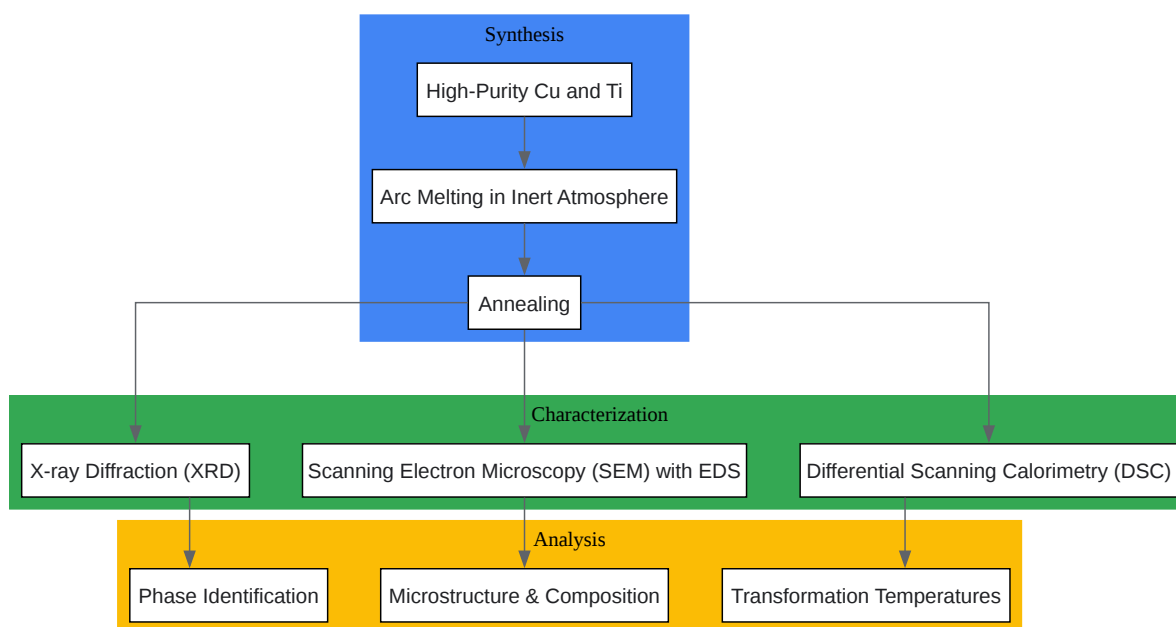 Synthesis
High-Purity Cu and Ti
Arc Melting in Inert Atmosphere
Annealing
Characterization
X-ray Diffraction (XRD)
Scanning Electron Microscopy (SEM) with EDS
Differential Scanning Calorimetry (DSC)
Analysis
Phase Identification
Microstructure & Composition
Transformation Temperatures